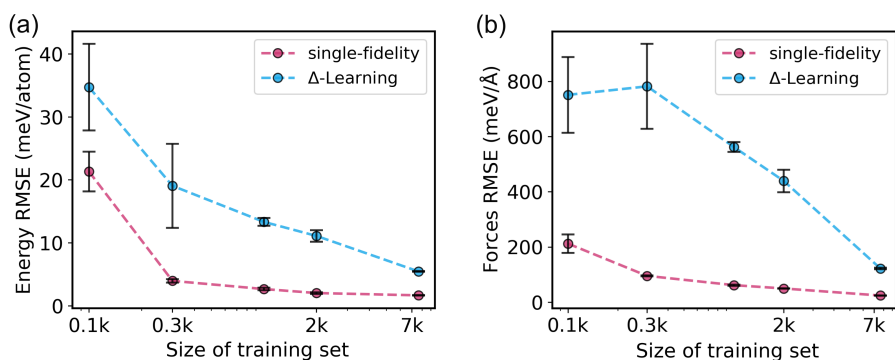 (a)
Energy RMSE (meV/atom)
40
30
20
10
0
single-fidelity
Δ-Learning
0.1k 0.3k 2k 7k
Size of training set
(b)
Forces RMSE (meV/Å)
800
600
400
200
0
single-fidelity
Δ-Learning
0.1k 0.3k 2k 7k
Size of training set